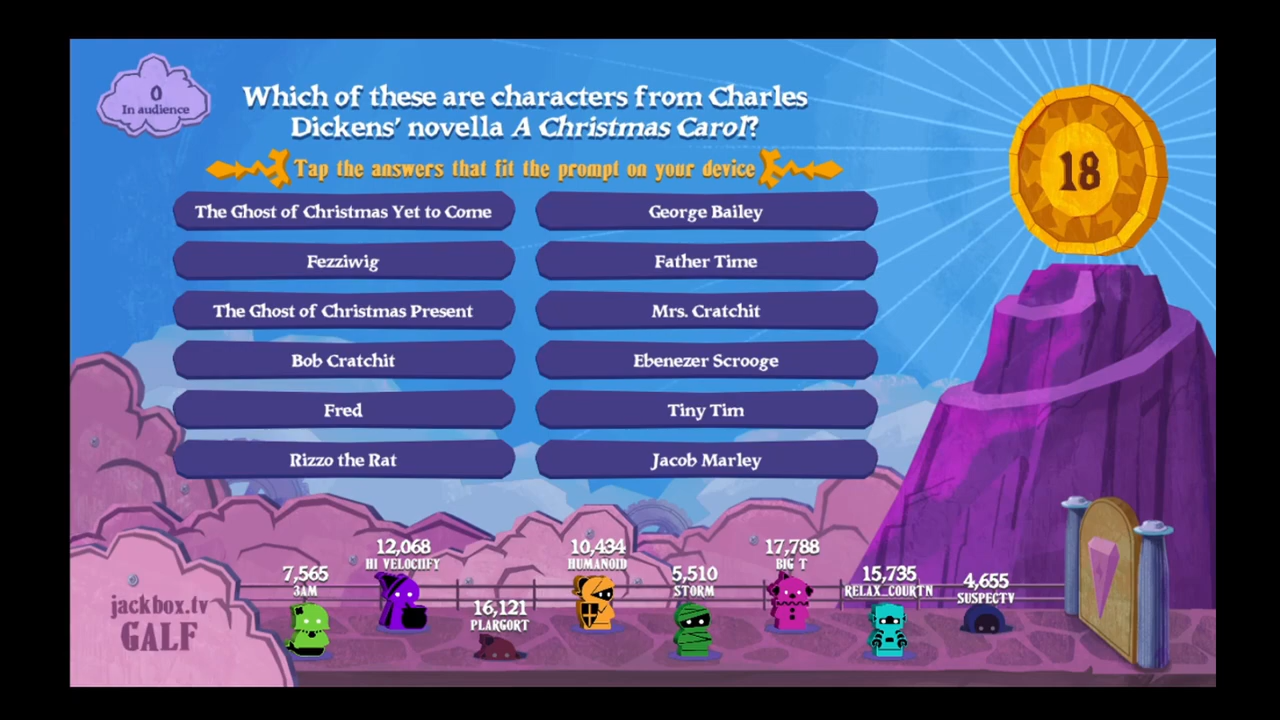 0
In audience
Which of these are characters from Charles
Dickens' novella A Christmas Carol?
Tap the answers that fit the prompt on your device
18
The Ghost of Christmas Yet to Come
George Bailey
Fezziwig
Father Time
The Ghost of Christmas Present
Mrs. Cratchit
Bob Cratchit
Ebenezer Scrooge
Fred
Tiny Tim
Rizzo the Rat
Jacob Marley
7,565
3AM
12,068
HI VELOCIIFY
16,121
PLARGORT
10,434
HUMANOID
5,510
STORM
17,788
BIG T
15,735
RELAX_COURTN
4,655
SUSPECTV
jackbox.tv
GALF